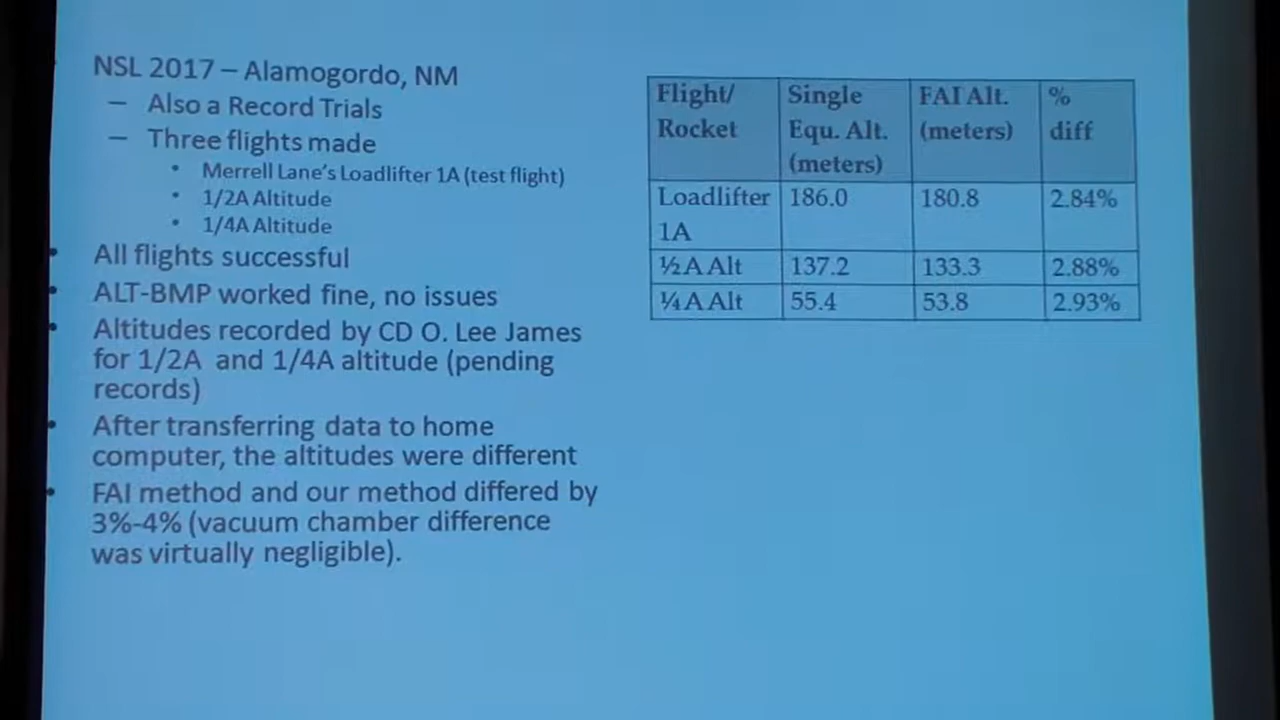 NSL 2017 – Alamogordo, NM
– Also a Record Trials
– Three flights made
• Merrell Lane's Loadlifter 1A (test flight)
• 1/2A Altitude
• 1/4A Altitude
• All flights successful
• ALT-BMP worked fine, no issues
• Altitudes recorded by CD O. Lee James
for 1/2A and 1/4A altitude (pending
records)
• After transferring data to home
computer, the altitudes were different
• FAI method and our method differed by
3%-4% (vacuum chamber difference
was virtually negligible).
Flight/ Single FAI Alt. %
Rocket Equ. Alt. (meters) diff
(meters)
Loadlifter 186.0 180.8 2.84%
1A
½A Alt 137.2 133.3 2.88%
¼A Alt 55.4 53.8 2.93%